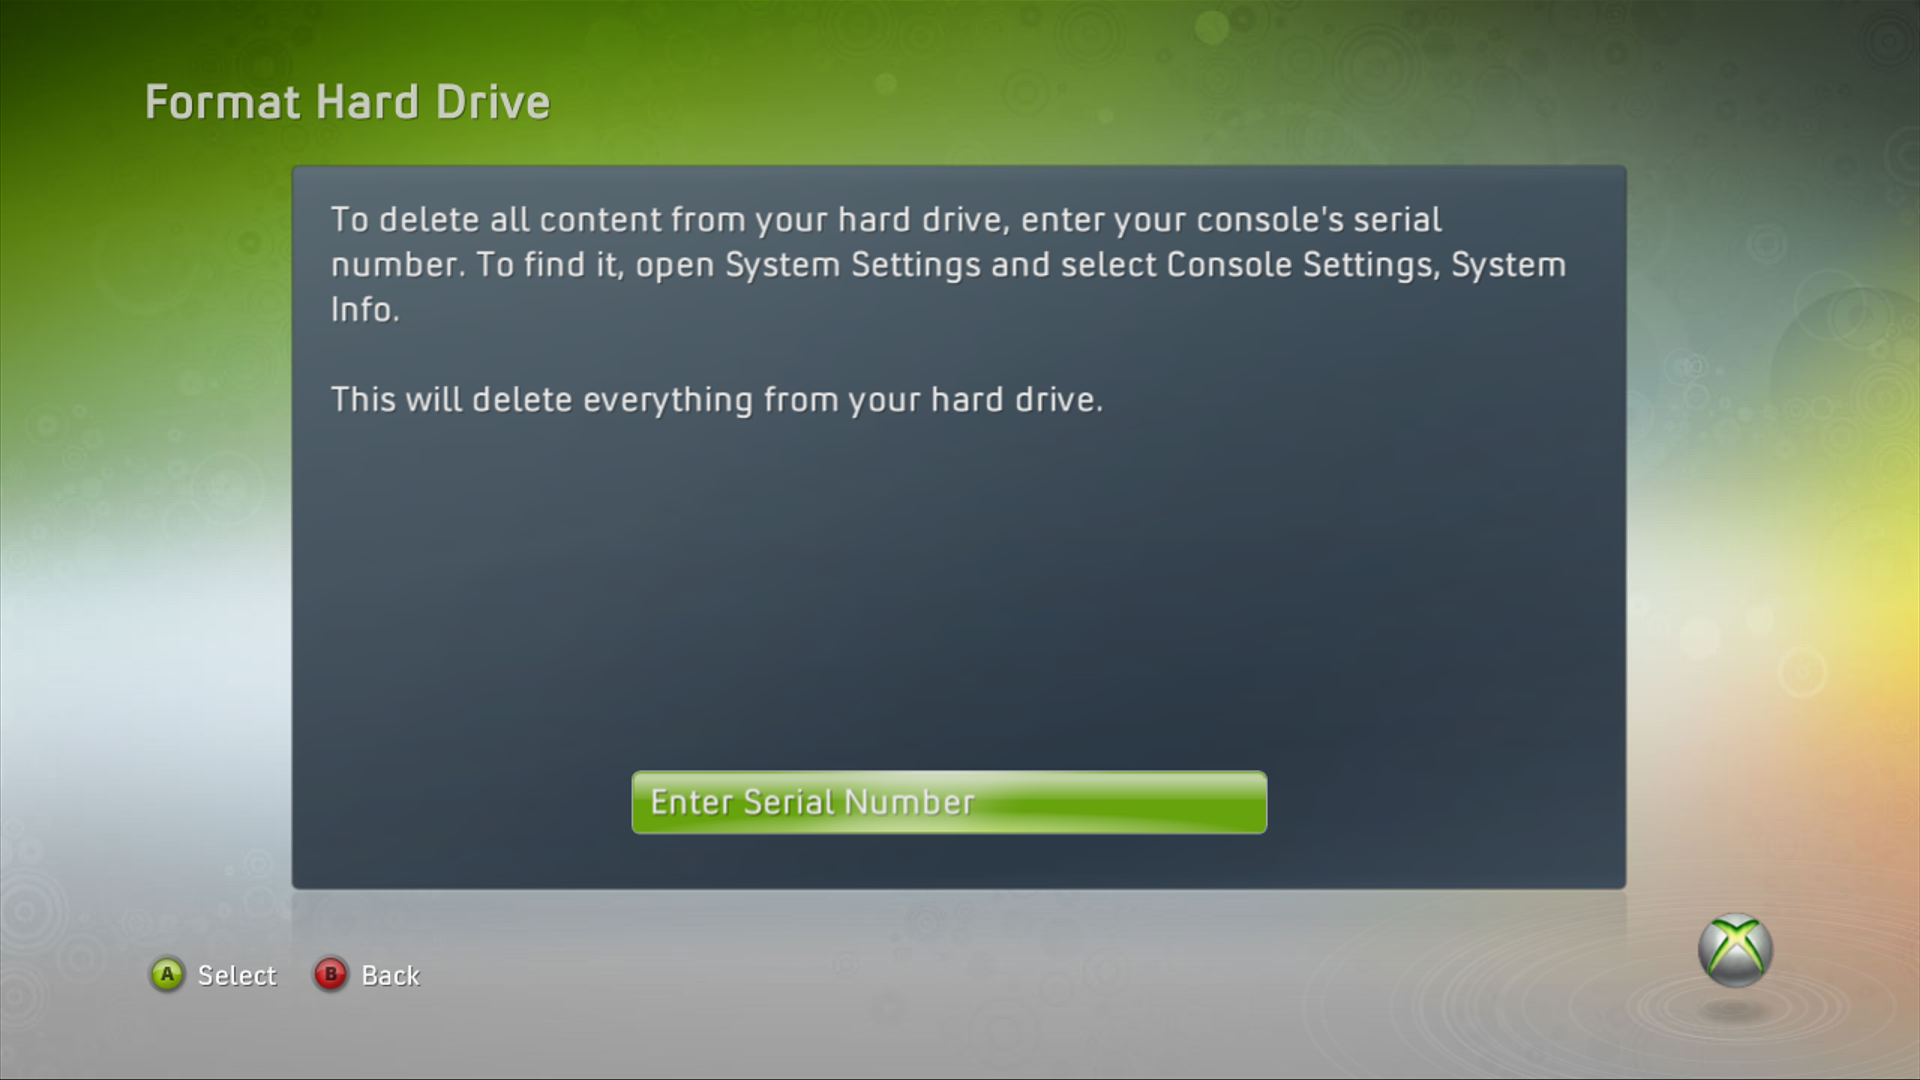 Format Hard Drive
To delete all content from your hard drive, enter your console's serial
number. To find it, open System Settings and select Console Settings, System
Info.
This will delete everything from your hard drive.
Enter Serial Number
A Select B Back